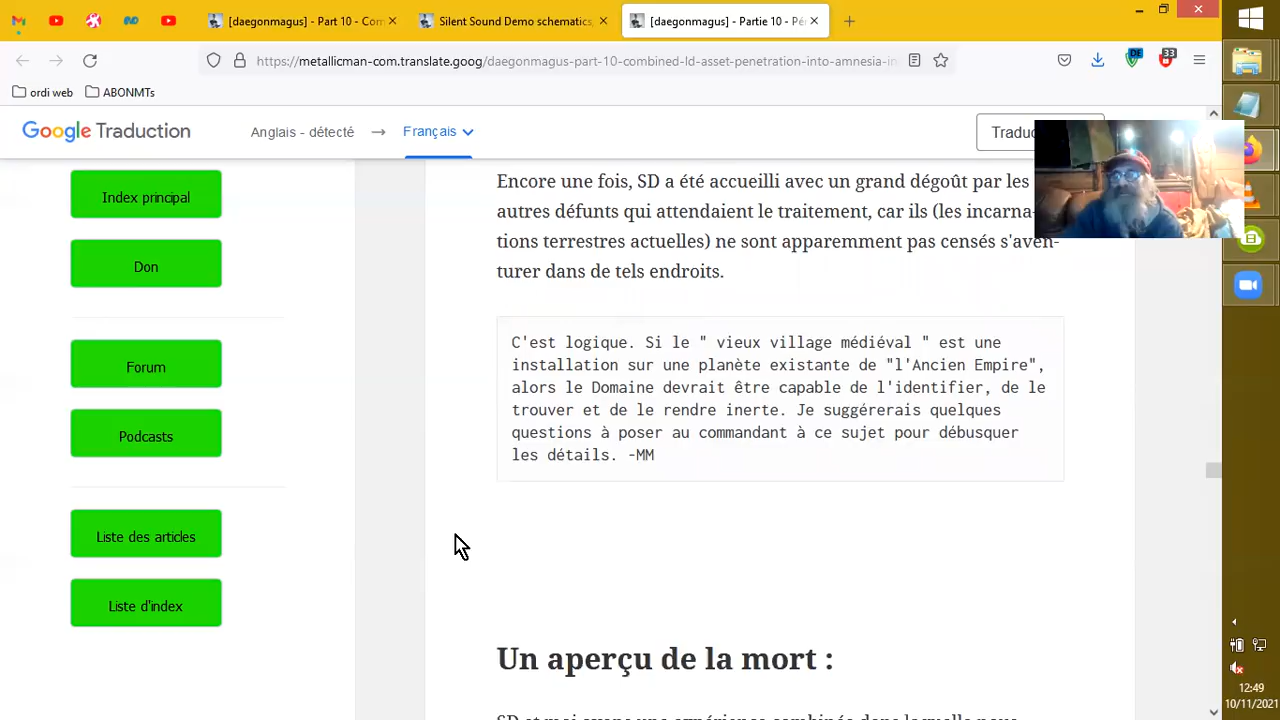 [daegonmagus] - Part 10 - Com
Silent Sound Demo schematics,
[daegonmagus] - Partie 10 - Pé
https://metallicman-com.translate.goog/daegonmagus-part-10-combined-ld-asset-penetration-into-amnesia-in
DE
33
ordi web
ABONMTs
Google Traduction
Anglais - détecté
Français
Traduc
Index principal
Don
Forum
Podcasts
Liste des articles
Liste d'index
Encore une fois, SD a été accueilli avec un grand dégoût par les
autres défunts qui attendaient le traitement, car ils (les incarna-
tions terrestres actuelles) ne sont apparemment pas censés s'aven-
turer dans de tels endroits.
C'est logique. Si le " vieux village médiéval " est une
installation sur une planète existante de "l'Ancien Empire",
alors le Domaine devrait être capable de l'identifier, de le
trouver et de le rendre inerte. Je suggérerais quelques
questions à poser au commandant à ce sujet pour débusquer
les détails. -MM
Un aperçu de la mort :
12:49
10/11/2021